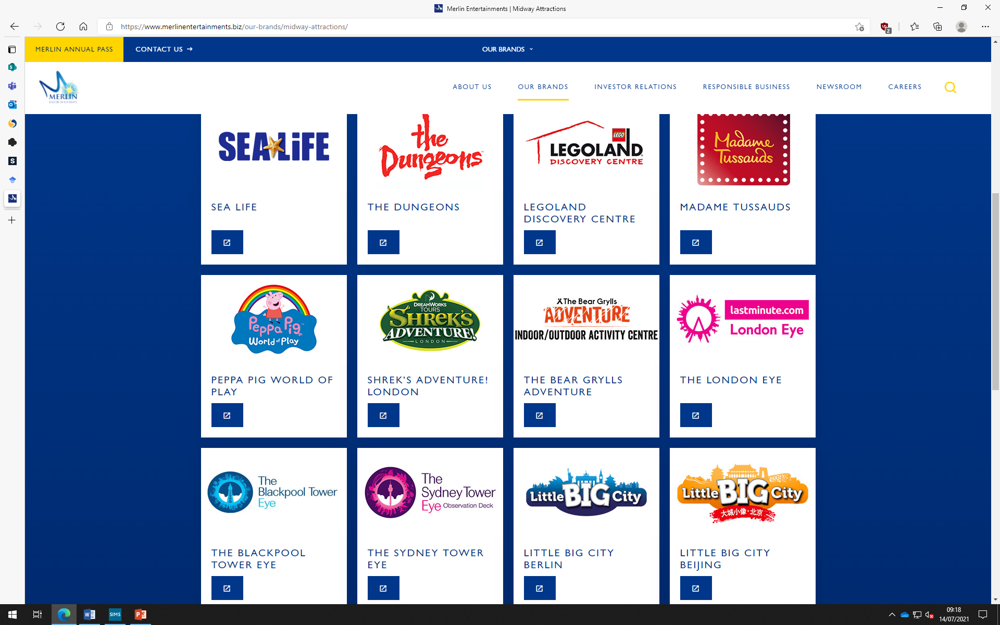 Merlin Entertainments | Midway Attractions
https://www.merlinentertainments.biz/our-brands/midway-attractions/
2
MERLIN ANNUAL PASS
CONTACT US
OUR BRANDS
MERLIN
ENTERTAINMENTS
ABOUT US
OUR BRANDS
INVESTOR RELATIONS
RESPONSIBLE BUSINESS
NEWSROOM
CAREERS
SEA LiFE
the
Dungeons
LEGO
LEGOLAND
DISCOVERY CENTRE
Madame
Tussauds
SEA LIFE
THE DUNGEONS
LEGOLAND
DISCOVERY CENTRE
MADAME TUSSAUDS
Peppa Pig
World of Play
DREAMWORKS
TOURS
SHREK'S
ADVENTURE!
LONDON
The Bear Grylls
ADVENTURE
INDOOR/OUTDOOR ACTIVITY CENTRE
lastminute.com
London Eye
PEPPA PIG WORLD OF
PLAY
SHREK’S ADVENTURE!
LONDON
THE BEAR GRYLLS
ADVENTURE
THE LONDON EYE
The
Blackpool Tower
Eye
The
Sydney Tower
Eye Observation Deck
Little BIG City
Little BIG City
大城小像·北京
THE BLACKPOOL
TOWER EYE
THE SYDNEY TOWER
EYE
LITTLE BIG CITY
BERLIN
LITTLE BIG CITY
BEIJING
SIMS
09:18
14/07/2021